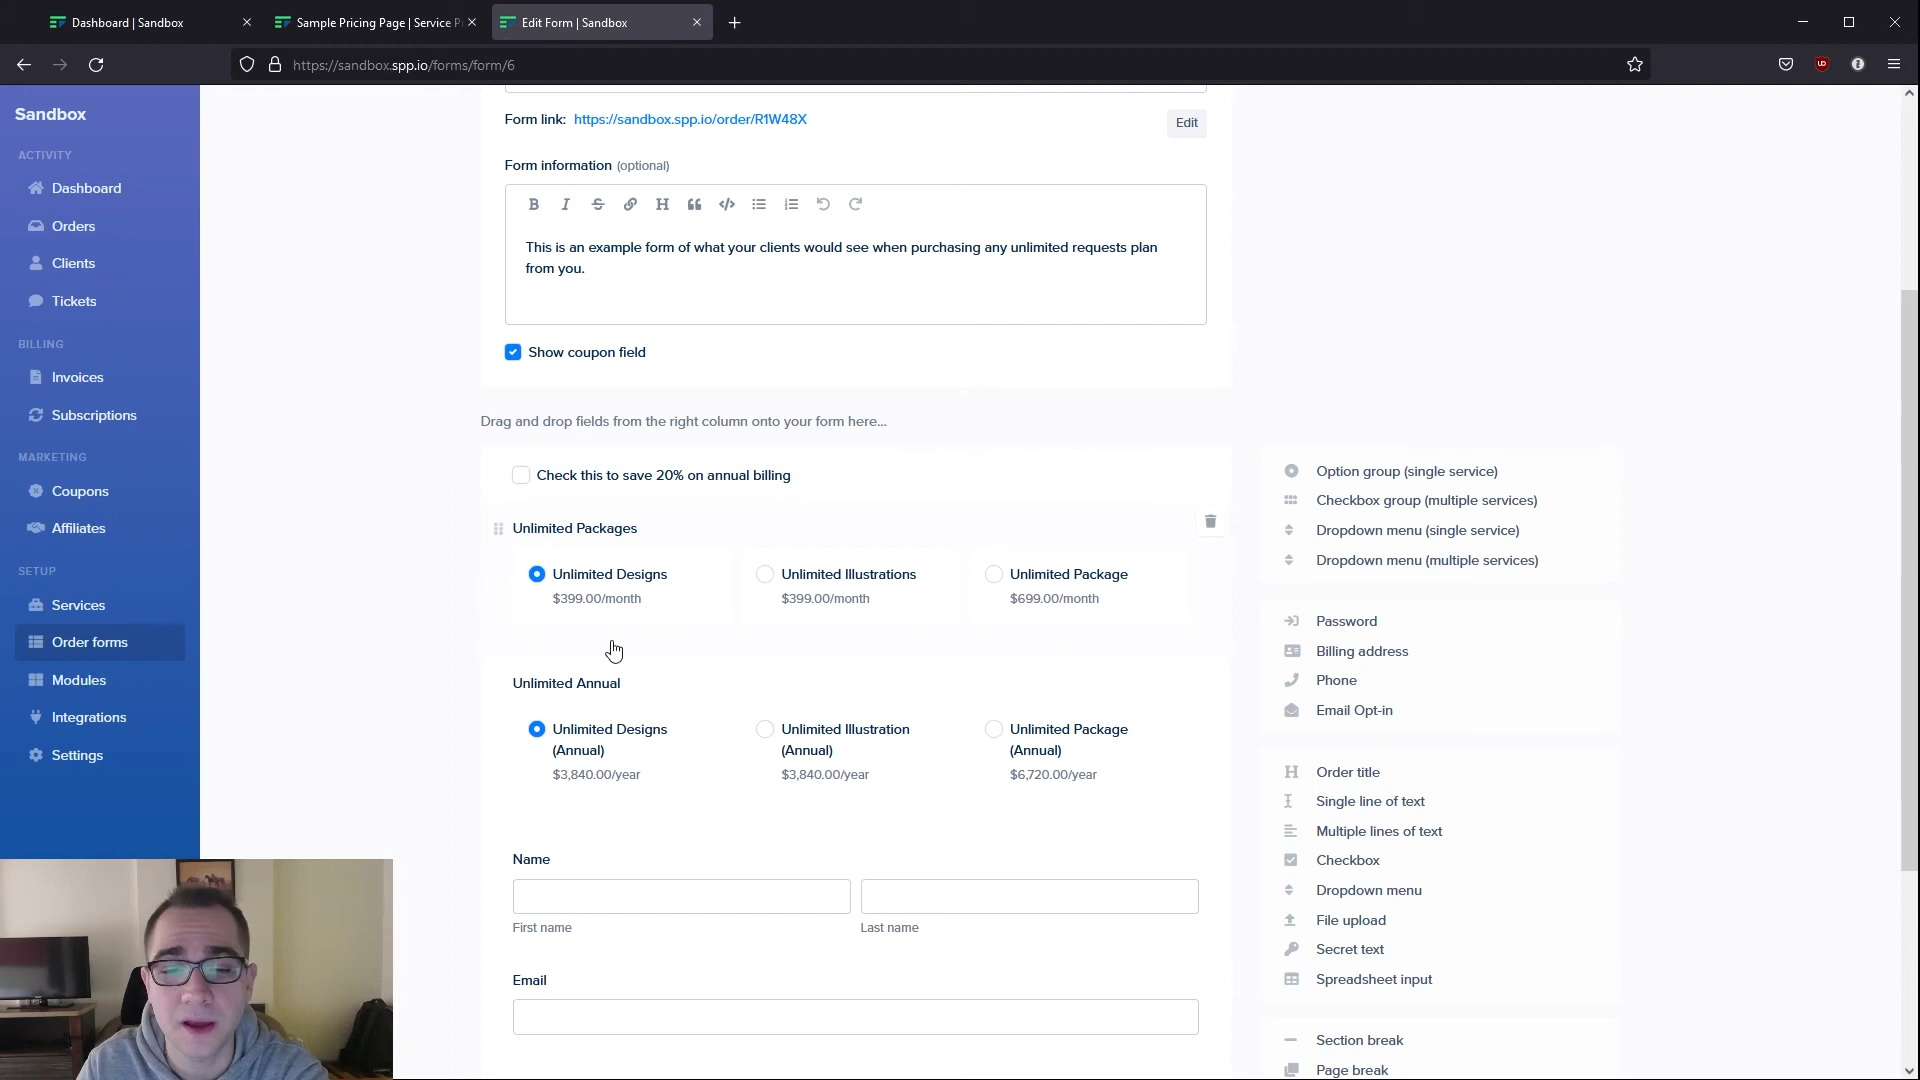 Dashboard | Sandbox
Sample Pricing Page | Service P
Edit Form | Sandbox
https://sandbox.spp.io/forms/form/6
Sandbox
ACTIVITY
Dashboard
Orders
Clients
Tickets
BILLING
Invoices
Subscriptions
MARKETING
Coupons
Affiliates
SETUP
Services
Order forms
Modules
Integrations
Settings
Form link: https://sandbox.spp.io/order/R1W48X
Edit
Form information (optional)
This is an example form of what your clients would see when purchasing any unlimited requests plan
from you.
Show coupon field
Drag and drop fields from the right column onto your form here...
Check this to save 20% on annual billing
Unlimited Packages
Unlimited Designs
$399.00/month
Unlimited Illustrations
$399.00/month
Unlimited Package
$699.00/month
Unlimited Annual
Unlimited Designs
(Annual)
$3,840.00/year
Unlimited Illustration
(Annual)
$3,840.00/year
Unlimited Package
(Annual)
$6,720.00/year
Name
First name
Last name
Email
Option group (single service)
Checkbox group (multiple services)
Dropdown menu (single service)
Dropdown menu (multiple services)
Password
Billing address
Phone
Email Opt-in
Order title
Single line of text
Multiple lines of text
Checkbox
Dropdown menu
File upload
Secret text
Spreadsheet input
Section break
Page break